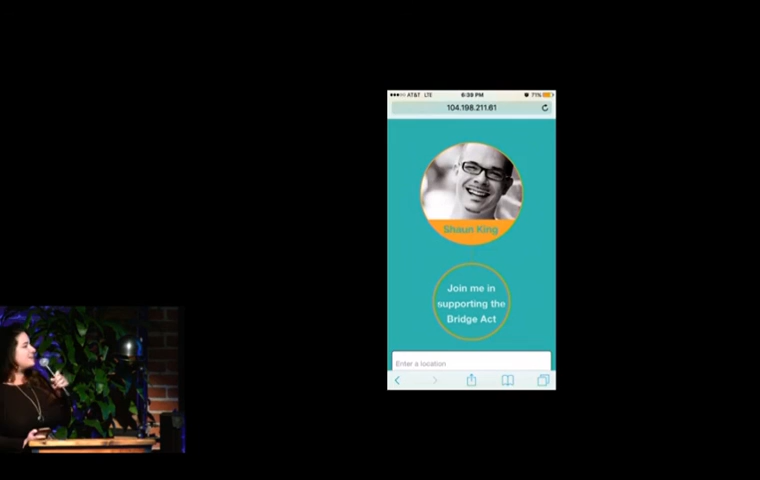 AT&T LTE 6:39 PM 71%
104.198.211.61
Shaun King
Join me in
supporting the
Bridge Act
Enter a location